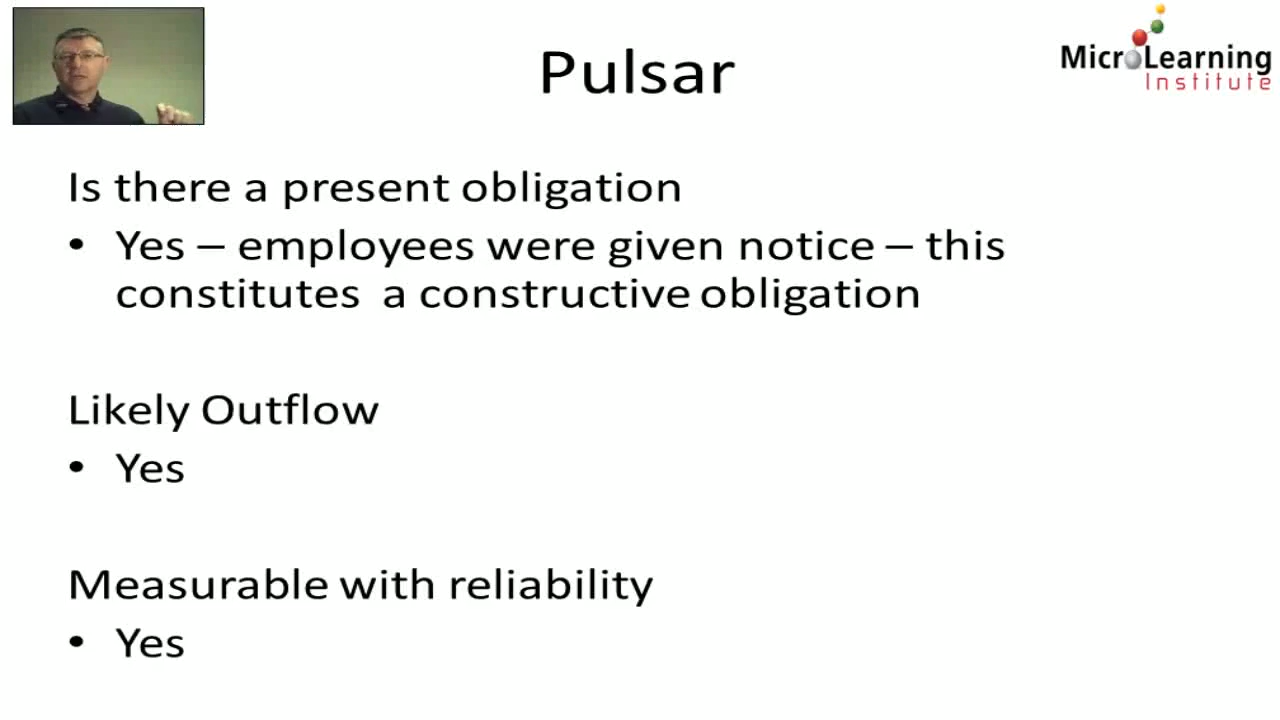 Pulsar
MicroLearning
Institute
Is there a present obligation
• Yes – employees were given notice – this
constitutes a constructive obligation
Likely Outflow
• Yes
Measurable with reliability
• Yes